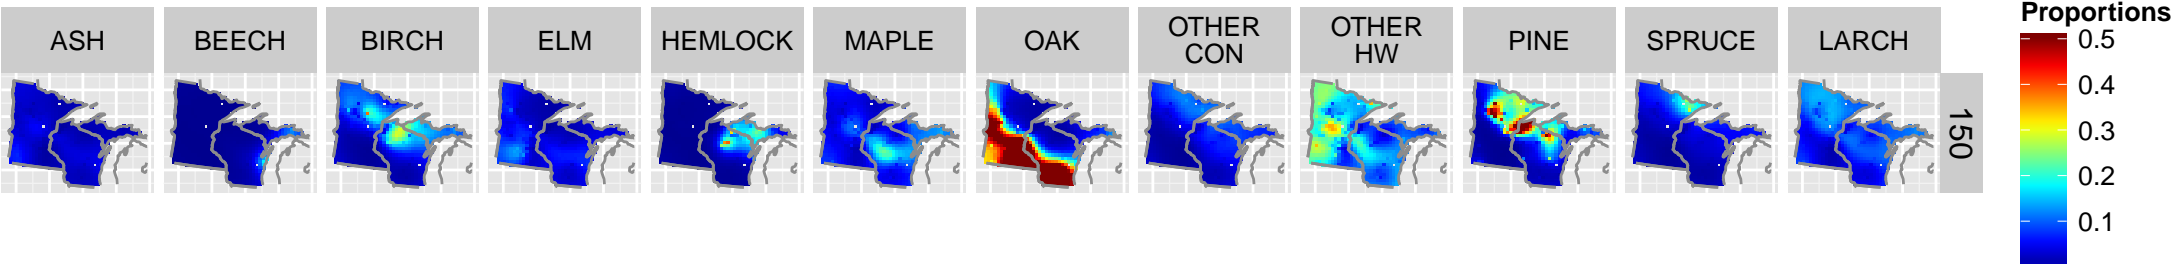 ASH
BEECH
BIRCH
ELM
HEMLOCK
MAPLE
OAK
OTHER
CON
OTHER
HW
PINE
SPRUCE
LARCH
150
Proportions
0.5
0.4
0.3
0.2
0.1